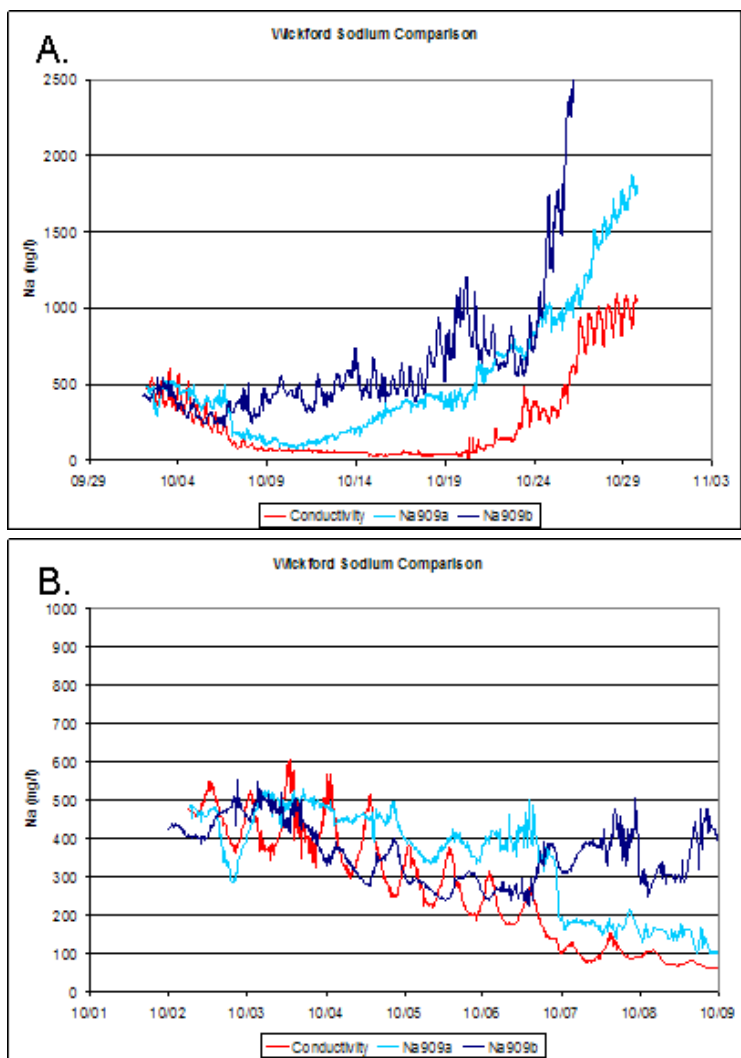 A.
Wickford Sodium Comparison
2500
2000
1500
1000
500
0
Na (mg/l)
09/29 10/04 10/09 10/14 10/19 10/24 10/29 11/03
Conductivity Na909a Na909b
B.
Wickford Sodium Comparison
1000
900
800
700
600
500
400
300
200
100
0
Na (mg/l)
10/01 10/02 10/03 10/04 10/05 10/06 10/07 10/08 10/09
Conductivity Na909a Na909b